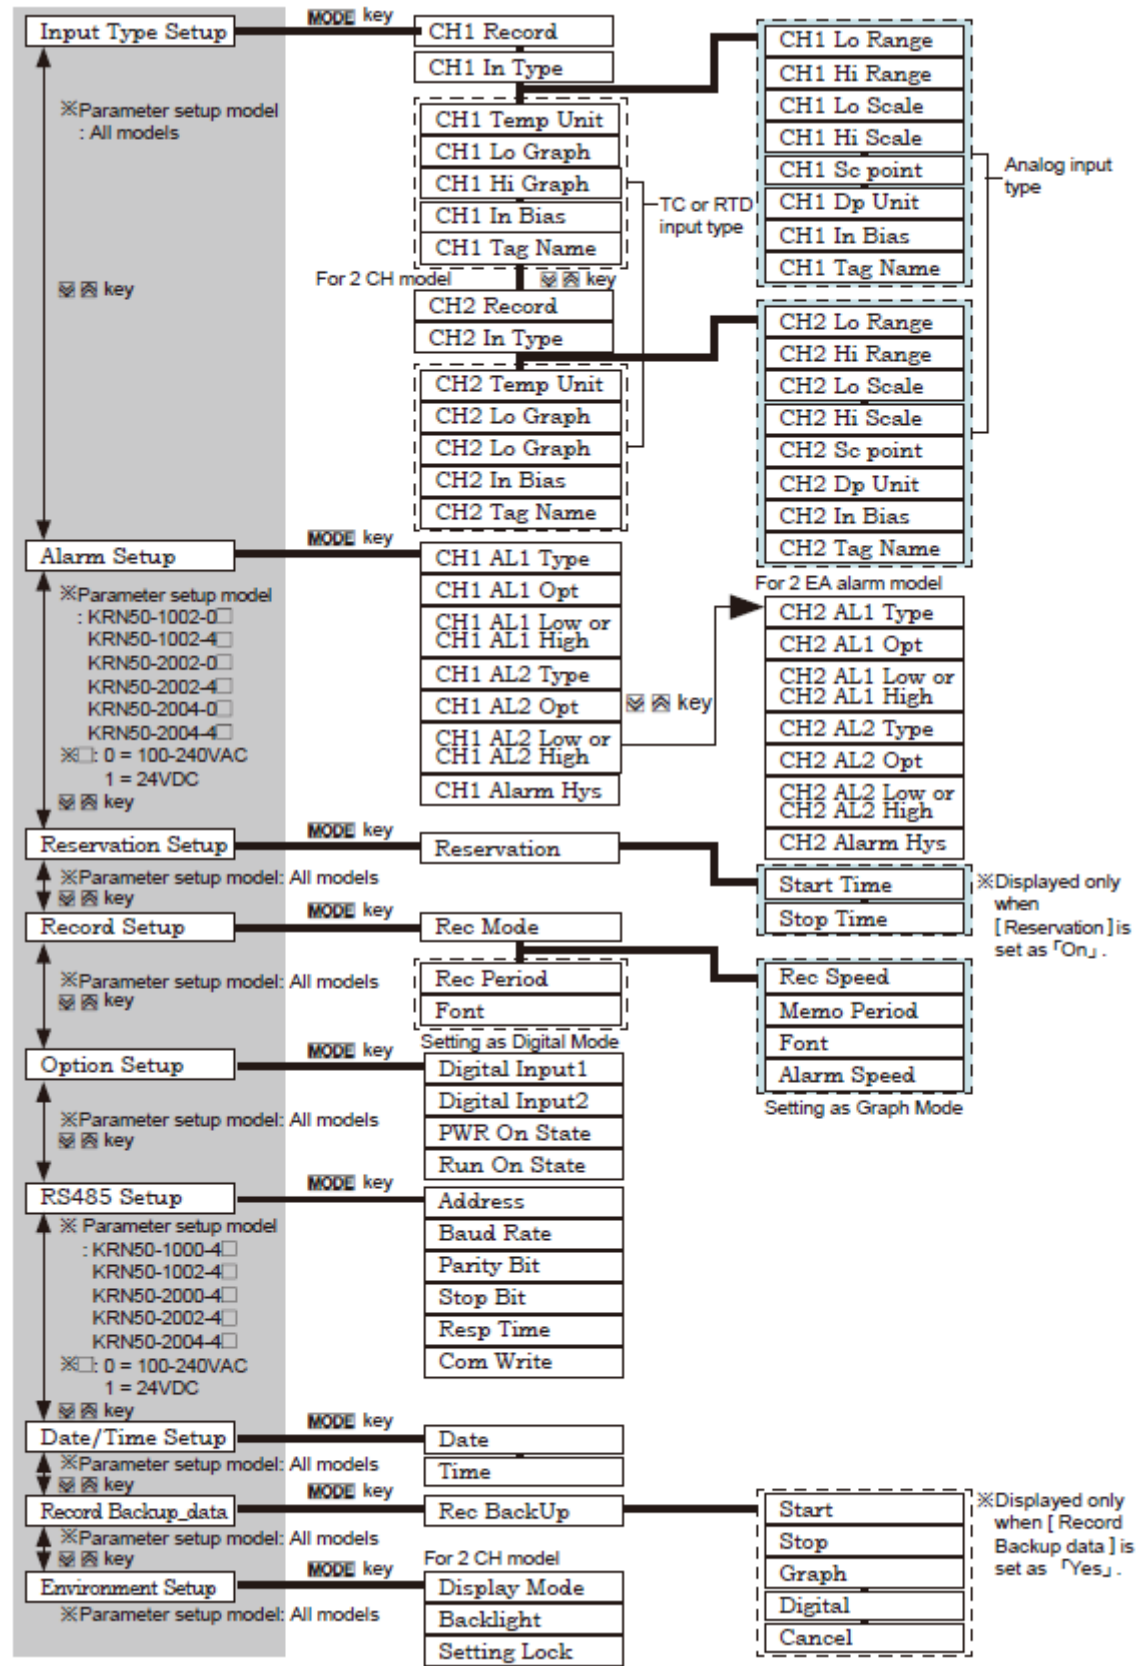 Input Type Setup
MODE key
CH1 Record
CH1 In Type
※Parameter setup model
: All models
CH1 Temp Unit
CH1 Lo Graph
CH1 Hi Graph
CH1 In Bias
CH1 Tag Name
TC or RTD
input type
CH1 Lo Range
CH1 Hi Range
CH1 Lo Scale
CH1 Hi Scale
CH1 Sc point
CH1 Dp Unit
CH1 In Bias
CH1 Tag Name
Analog input
type
key
For 2 CH model
key
CH2 Record
CH2 In Type
CH2 Temp Unit
CH2 Lo Graph
CH2 Lo Graph
CH2 In Bias
CH2 Tag Name
CH2 Lo Range
CH2 Hi Range
CH2 Lo Scale
CH2 Hi Scale
CH2 Sc point
CH2 Dp Unit
CH2 In Bias
CH2 Tag Name
Alarm Setup
MODE key
※Parameter setup model
: KRN50-1002-0□
KRN50-1002-4□
KRN50-2002-0□
KRN50-2002-4□
KRN50-2004-0□
KRN50-2004-4□
※□: 0 = 100-240VAC
1 = 24VDC
key
CH1 AL1 Type
CH1 AL1 Opt
CH1 AL1 Low or
CH1 AL1 High
CH1 AL2 Type
CH1 AL2 Opt
CH1 AL2 Low or
CH1 AL2 High
CH1 Alarm Hys
key
For 2 EA alarm model
CH2 AL1 Type
CH2 AL1 Opt
CH2 AL1 Low or
CH2 AL1 High
CH2 AL2 Type
CH2 AL2 Opt
CH2 AL2 Low or
CH2 AL2 High
CH2 Alarm Hys
Reservation Setup
MODE key
Reservation
※Parameter setup model: All models
key
Start Time
Stop Time
※Displayed only
when
[ Reservation ] is
set as 「On」.
Record Setup
MODE key
Rec Mode
※Parameter setup model: All models
key
Rec Period
Font
Setting as Digital Mode
Rec Speed
Memo Period
Font
Alarm Speed
Setting as Graph Mode
Option Setup
MODE key
Digital Input1
Digital Input2
PWR On State
Run On State
※Parameter setup model: All models
key
RS485 Setup
MODE key
※ Parameter setup model
: KRN50-1000-4□
KRN50-1002-4□
KRN50-2000-4□
KRN50-2002-4□
KRN50-2004-4□
※□: 0 = 100-240VAC
1 = 24VDC
key
Address
Baud Rate
Parity Bit
Stop Bit
Resp Time
Com Write
Date/Time Setup
MODE key
Date
Time
※Parameter setup model: All models
key
Record Backup_data
MODE key
Rec BackUp
※Parameter setup model: All models
key
Start
Stop
Graph
Digital
Cancel
※Displayed only
when [ Record
Backup data ] is
set as 「Yes」.
Environment Setup
MODE key
※Parameter setup model: All models
For 2 CH model
Display Mode
Backlight
Setting Lock